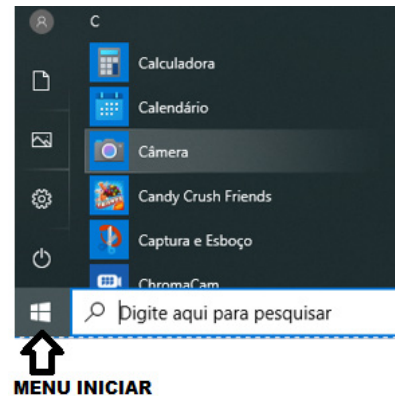 C
Calculadora
Calendário
Câmera
Candy Crush Friends
Captura e Esboço
ChromaCam
Digite aqui para pesquisar
MENU INICIAR